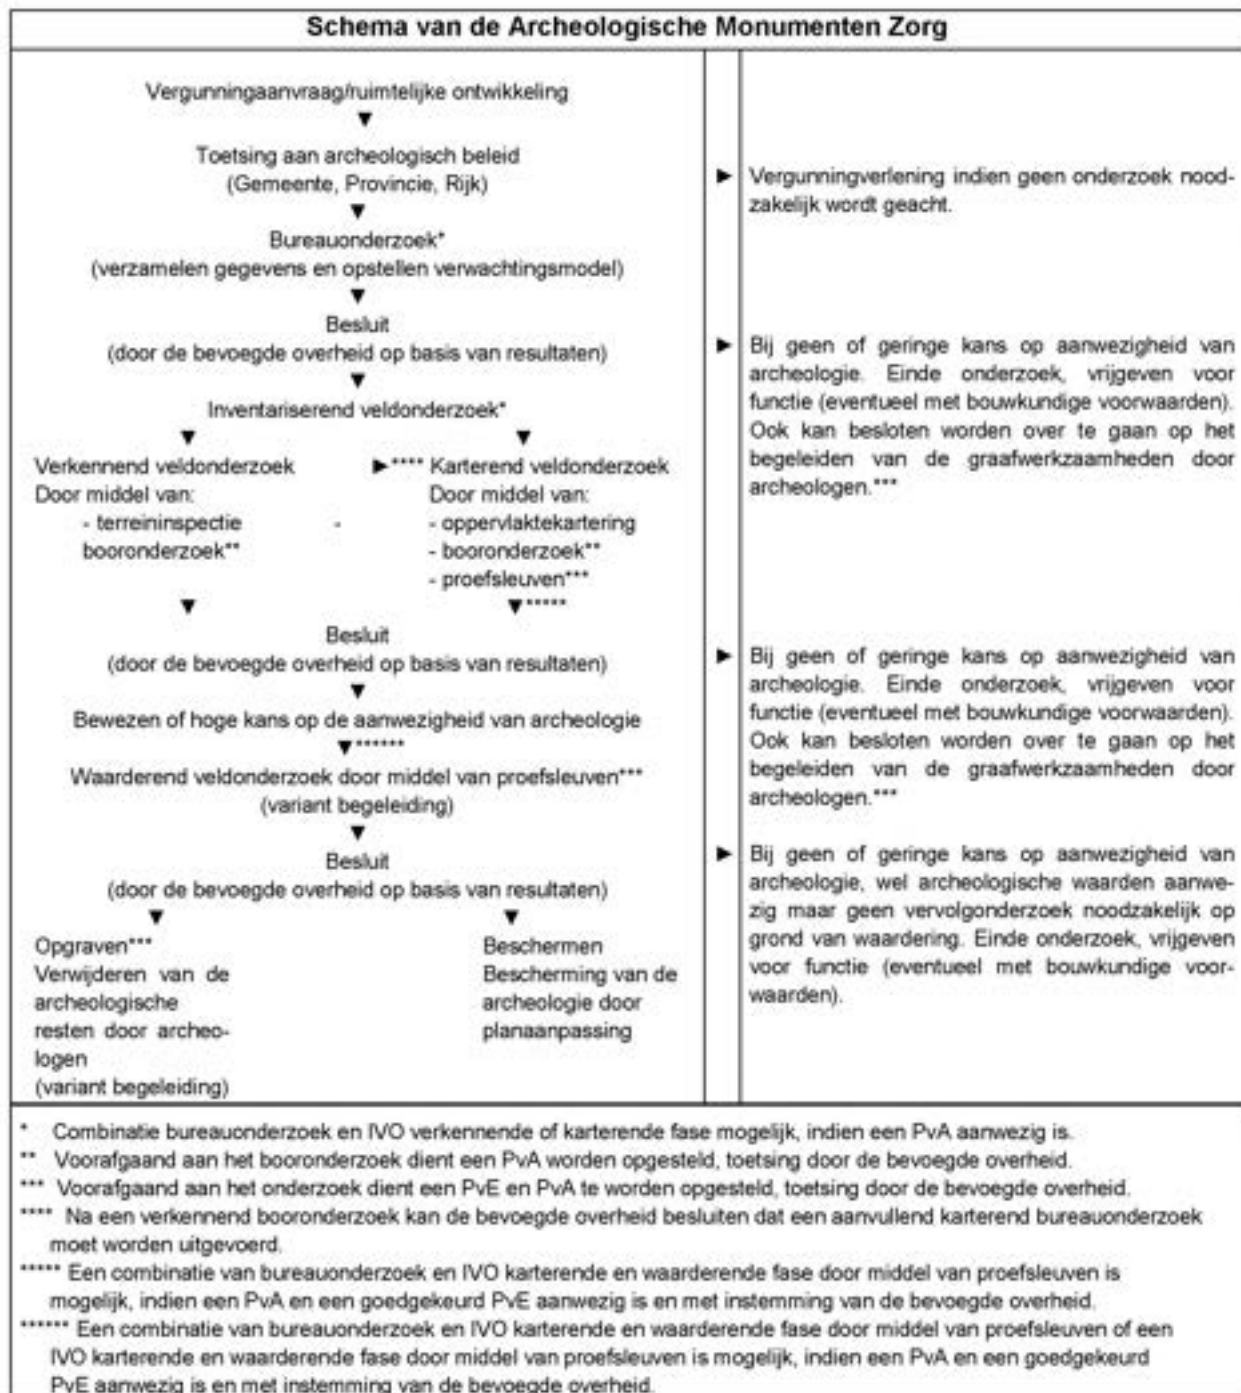 Schema van de Archeologische Monumenten Zorg
Vergunningaanvraag/ruimtelijke ontwikkeling
▼
Toetsing aan archeologisch beleid
(Gemeente, Provincie, Rijk)
▼
Bureauonderzoek*
(verzamelen gegevens en opstellen verwachtingsmodel)
▼
Besluit
(door de bevoegde overheid op basis van resultaten)
▼
Inventariserend veldonderzoek*
▼ ▼
Verkennend veldonderzoek
Door middel van:
- terreininspectie -
booronderzoek**
▼
►**** Karterend veldonderzoek
Door middel van:
- oppervlaktekartering
- booronderzoek**
- proefsleuven***
▼*****
Besluit
(door de bevoegde overheid op basis van resultaten)
▼
Bewezen of hoge kans op de aanwezigheid van archeologie
▼******
Waarderend veldonderzoek door middel van proefsleuven***
(variant begeleiding)
▼
Besluit
(door de bevoegde overheid op basis van resultaten)
▼ ▼
Opgraven***
Verwijderen van de
archeologische
resten door archeo-
logen
(variant begeleiding)
Beschermen
Bescherming van de
archeologie door
planaanpassing
► Vergunningverlening indien geen onderzoek nood-
zakelijk wordt geacht.
► Bij geen of geringe kans op aanwezigheid van
archeologie. Einde onderzoek, vrijgeven voor
functie (eventueel met bouwkundige voorwaarden).
Ook kan besloten worden over te gaan op het
begeleiden van de graafwerkzaamheden door
archeologen.***
► Bij geen of geringe kans op aanwezigheid van
archeologie. Einde onderzoek, vrijgeven voor
functie (eventueel met bouwkundige voorwaarden).
Ook kan besloten worden over te gaan op het
begeleiden van de graafwerkzaamheden door
archeologen.***
► Bij geen of geringe kans op aanwezigheid van
archeologie, wel archeologische waarden aanwe-
zig maar geen vervolgonderzoek noodzakelijk op
grond van waardering. Einde onderzoek, vrijgeven
voor functie (eventueel met bouwkundige voor-
waarden).
* Combinatie bureauonderzoek en IVO verkennende of karterende fase mogelijk, indien een PvA aanwezig is.
** Voorafgaand aan het booronderzoek dient een PvA worden opgesteld, toetsing door de bevoegde overheid.
*** Voorafgaand aan het onderzoek dient een PvE en PvA te worden opgesteld, toetsing door de bevoegde overheid.
**** Na een verkennend booronderzoek kan de bevoegde overheid besluiten dat een aanvullend karterend bureauonderzoek
moet worden uitgevoerd.
***** Een combinatie van bureauonderzoek en IVO karterende en waarderende fase door middel van proefsleuven is
mogelijk, indien een PvA en een goedgekeurd PvE aanwezig is en met instemming van de bevoegde overheid.
****** Een combinatie van bureauonderzoek en IVO karterende en waarderende fase door middel van proefsleuven of een
IVO karterende en waarderende fase door middel van proefsleuven is mogelijk, indien een PvA en een goedgekeurd
PvE aanwezig is en met instemming van de bevoegde overheid.